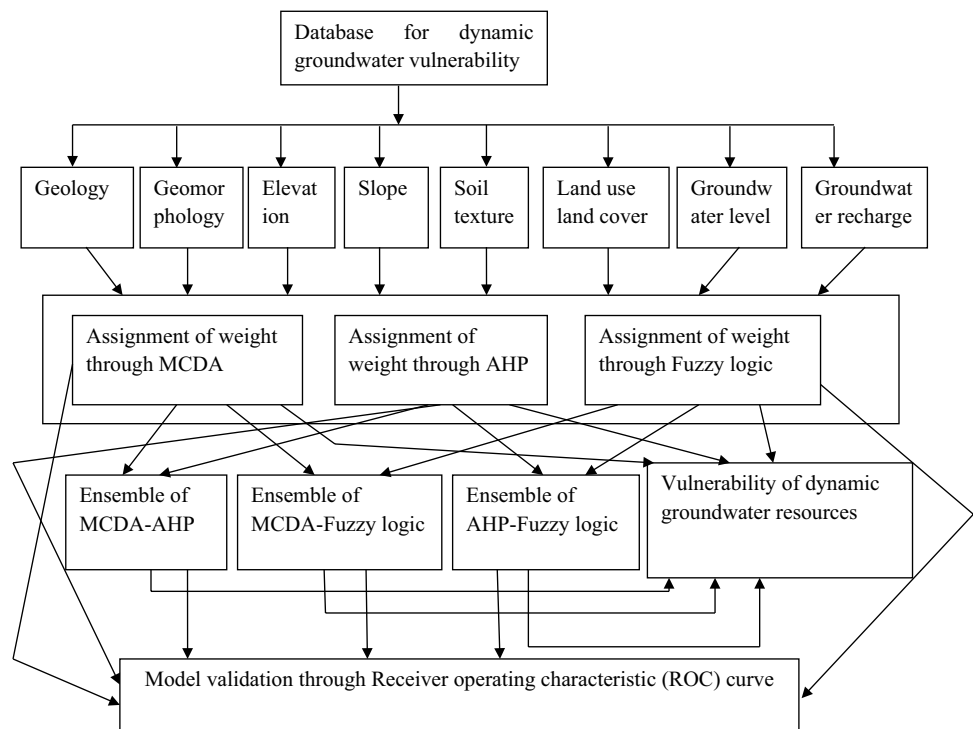 Database for dynamic
groundwater vulnerability
Geology
Geomor
phology
Elevat
ion
Slope
Soil
texture
Land use
land cover
Groundw
ater level
Groundwat
er recharge
Assignment of weight
through MCDA
Assignment of
weight through AHP
Assignment of weight
through Fuzzy logic
Ensemble of
MCDA-AHP
Ensemble of
MCDA-Fuzzy logic
Ensemble of
AHP-Fuzzy logic
Vulnerability of dynamic
groundwater resources
Model validation through Receiver operating characteristic (ROC) curve